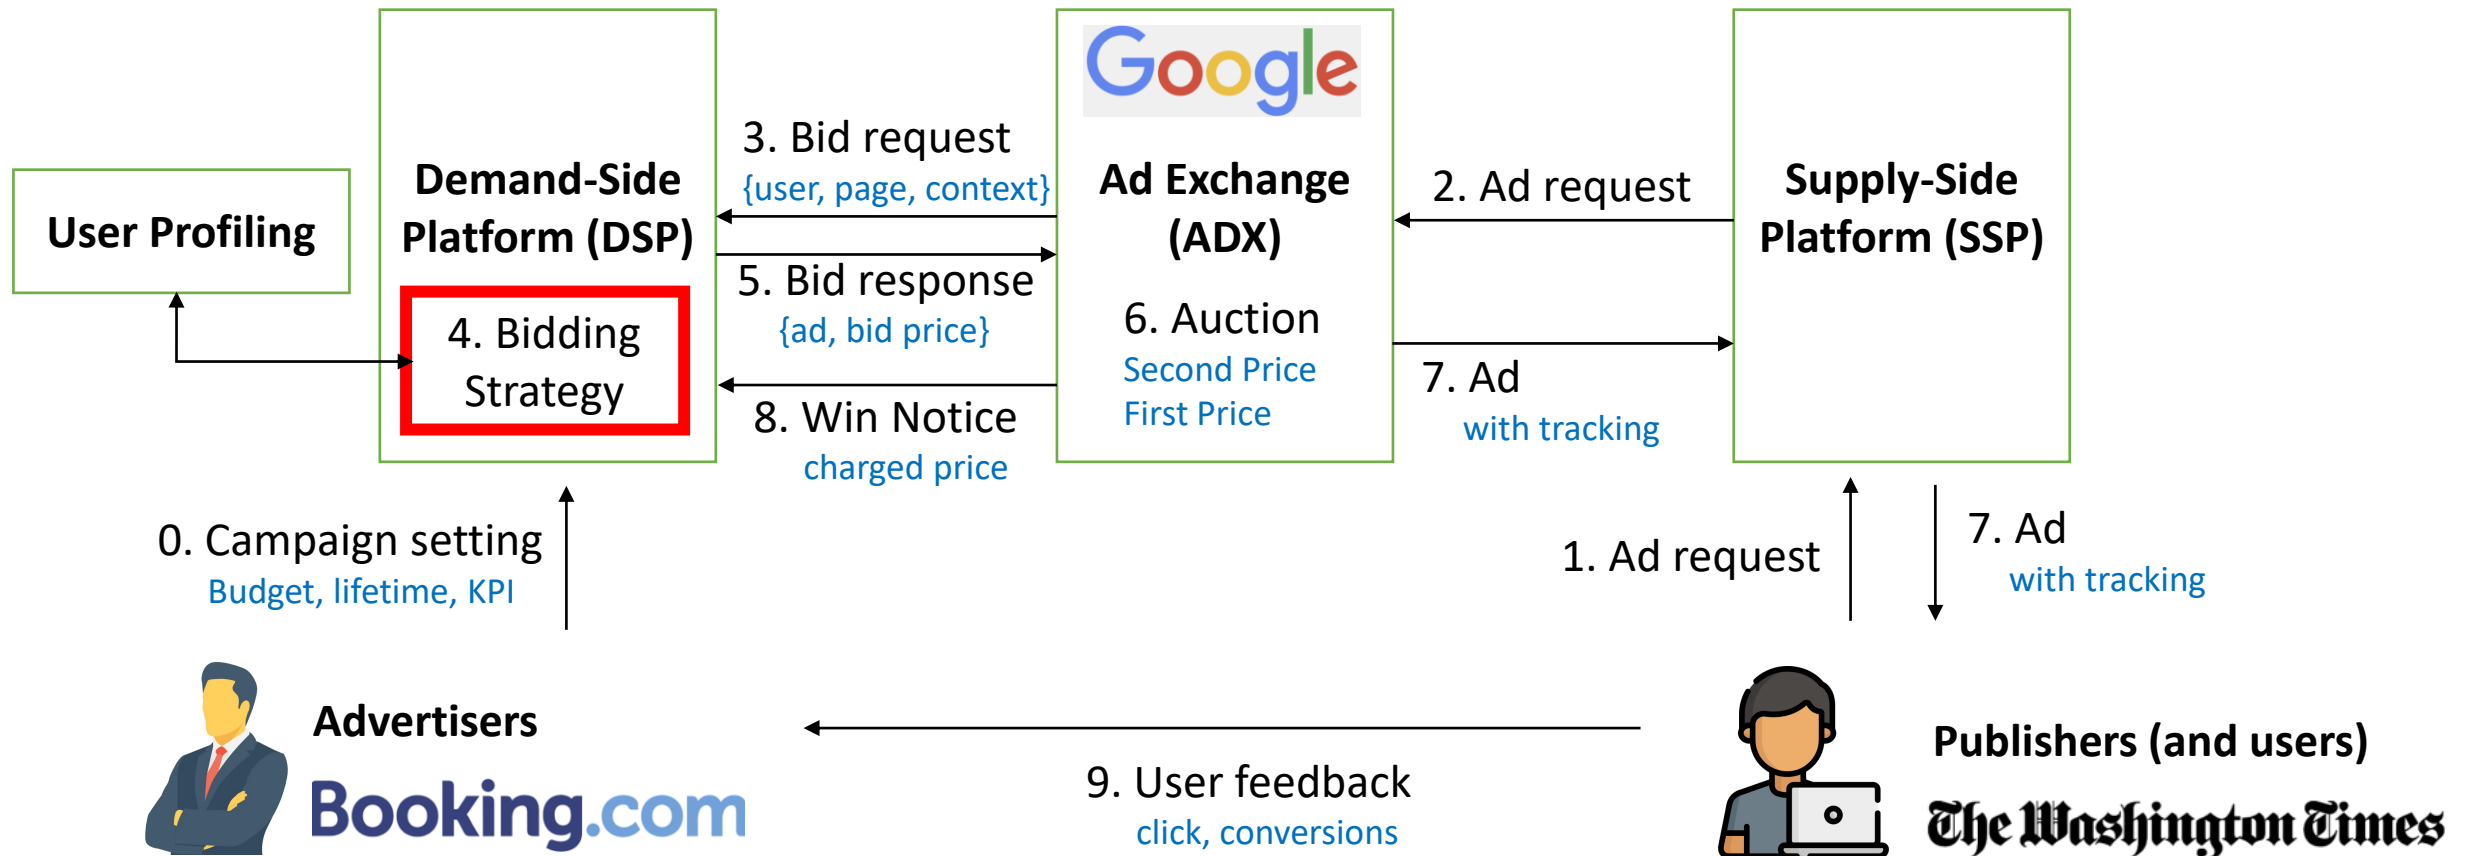 Google
3. Bid request
{user, page, context}
Demand-Side
Platform (DSP)
Ad Exchange
(ADX)
2. Ad request
Supply-Side
Platform (SSP)
User Profiling
5. Bid response
{ad, bid price}
4. Bidding
Strategy
6. Auction
Second Price
First Price
7. Ad
with tracking
8. Win Notice
charged price
0. Campaign setting
Budget, lifetime, KPI
1. Ad request
7. Ad
with tracking
Advertisers
Booking.com
9. User feedback
click, conversions
Publishers (and users)
The Washington Times